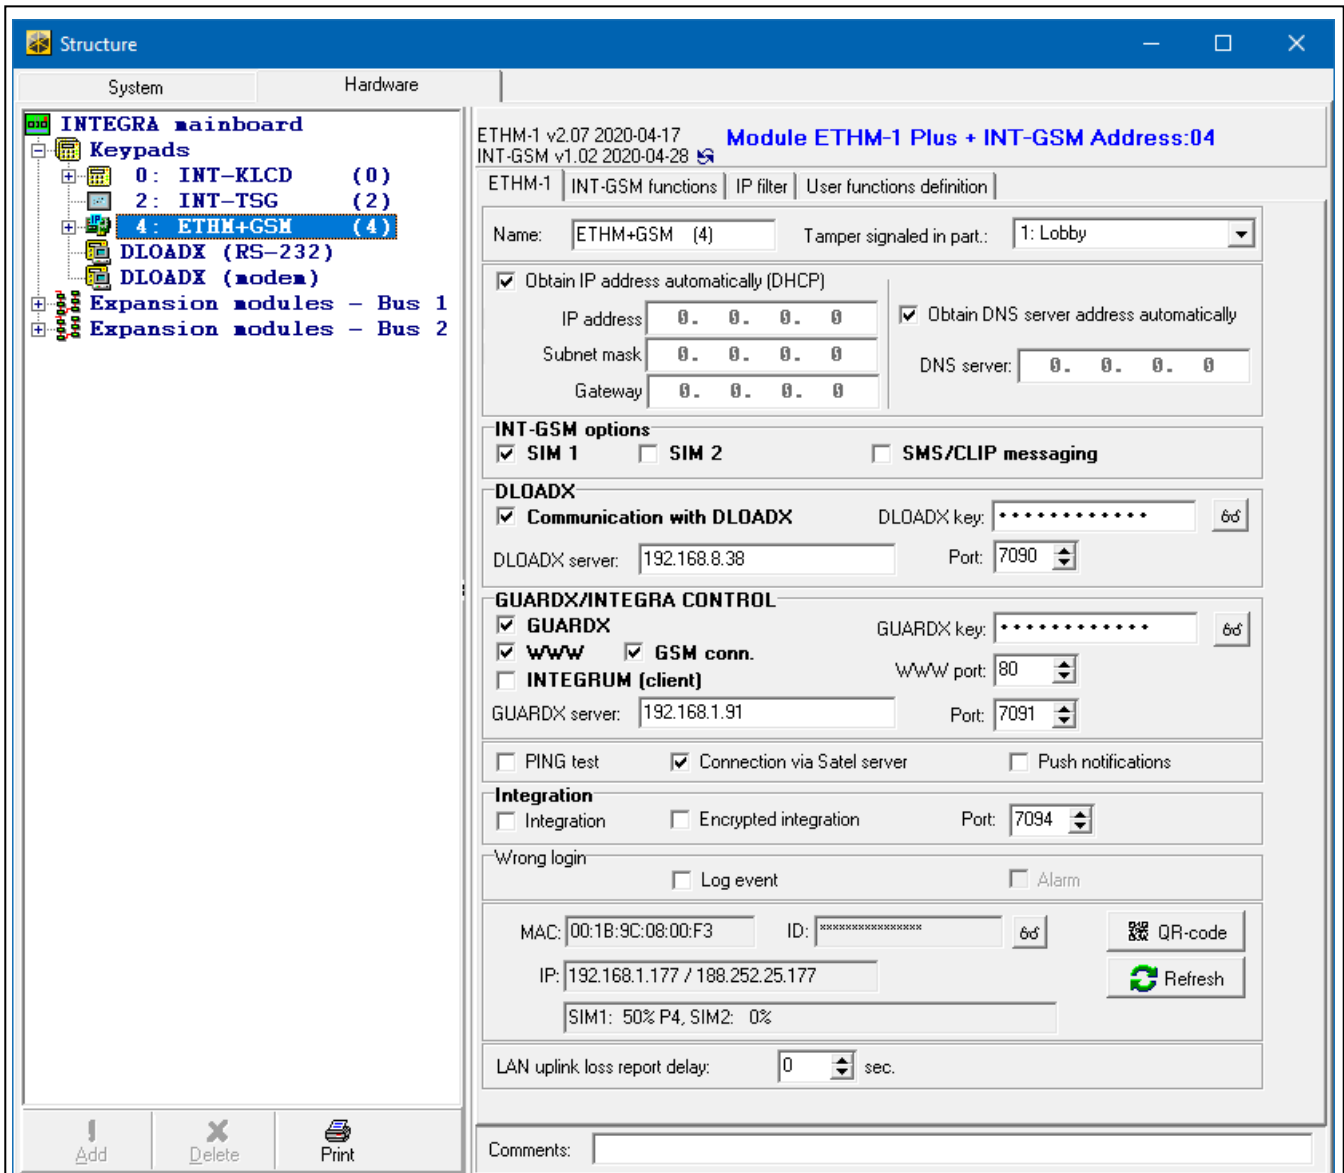 Structure
System
Hardware
INTEGRA mainboard
Keypads
0: INT-KLCD (0)
2: INT-TSG (2)
4: ETHM+GSM (4)
DLOADX (RS-232)
DLOADX (modem)
Expansion modules - Bus 1
Expansion modules - Bus 2
Add
Delete
Print
ETHM-1 v2.07 2020-04-17
INT-GSM v1.02 2020-04-28
Module ETHM-1 Plus + INT-GSM Address:04
ETHM-1
INT-GSM functions
IP filter
User functions definition
Name: ETHM+GSM (4)
Tamper signaled in part.: 1: Lobby
Obtain IP address automatically (DHCP)
IP address 0. 0. 0. 0
Subnet mask 0. 0. 0. 0
Gateway 0. 0. 0. 0
Obtain DNS server address automatically
DNS server: 0. 0. 0. 0
INT-GSM options
SIM 1 SIM 2 SMS/CLIP messaging
DLOADX
Communication with DLOADX DLOADX key: ••••••••••••
DLOADX server: 192.168.8.38 Port: 7090
GUARDX/INTEGRA CONTROL
GUARDX GUARDX key: ••••••••••••
WWW GSM conn. WWW port: 80
INTEGRUM (client)
GUARDX server: 192.168.1.91 Port: 7091
PING test Connection via Satel server Push notifications
Integration
Integration Encrypted integration Port: 7094
Wrong login
Log event Alarm
MAC: 00:1B:9C:08:00:F3 ID: **************** QR-code
IP: 192.168.1.177 / 188.252.25.177 Refresh
SIM1: 50% P4, SIM2: 0%
LAN uplink loss report delay: 0 sec.
Comments: